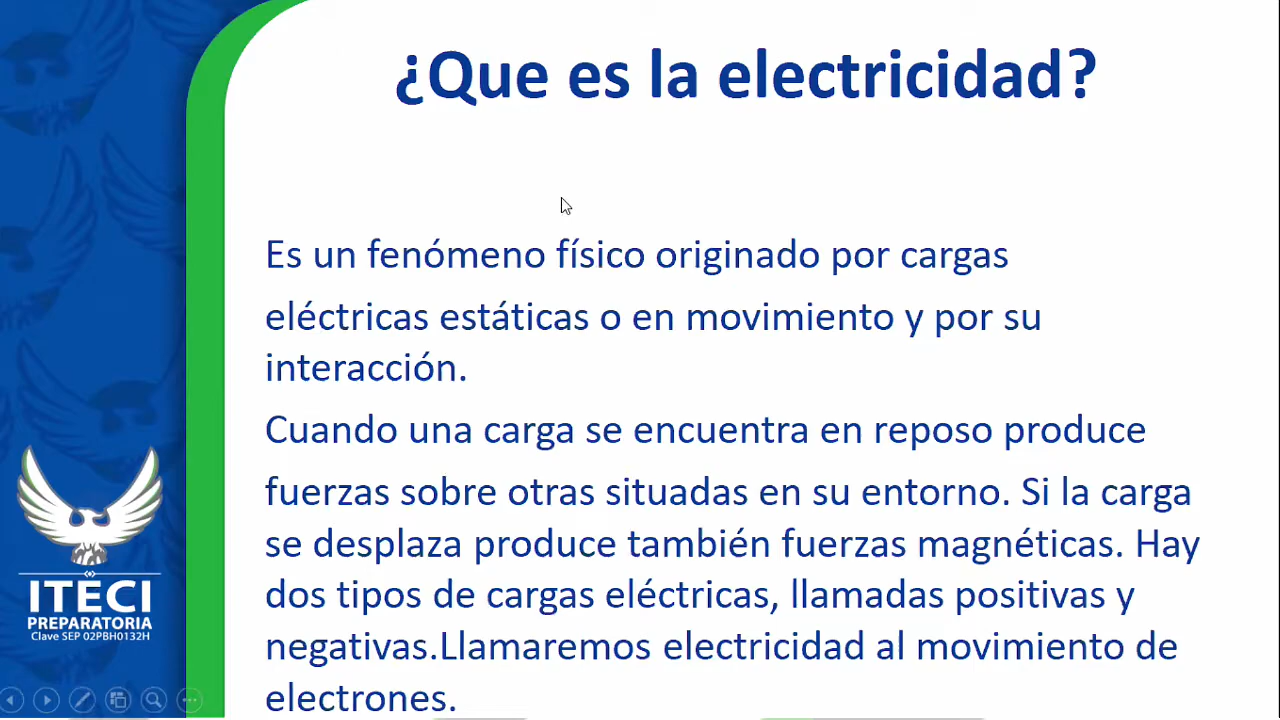 ¿Que es la electricidad?
Es un fenómeno físico originado por cargas
eléctricas estáticas o en movimiento y por su
interacción.
Cuando una carga se encuentra en reposo produce
fuerzas sobre otras situadas en su entorno. Si la carga
se desplaza produce también fuerzas magnéticas. Hay
dos tipos de cargas eléctricas, llamadas positivas y
negativas.Llamaremos electricidad al movimiento de
electrones.
ITECI
PREPARATORIA
Clave SEP 02PBH0132H